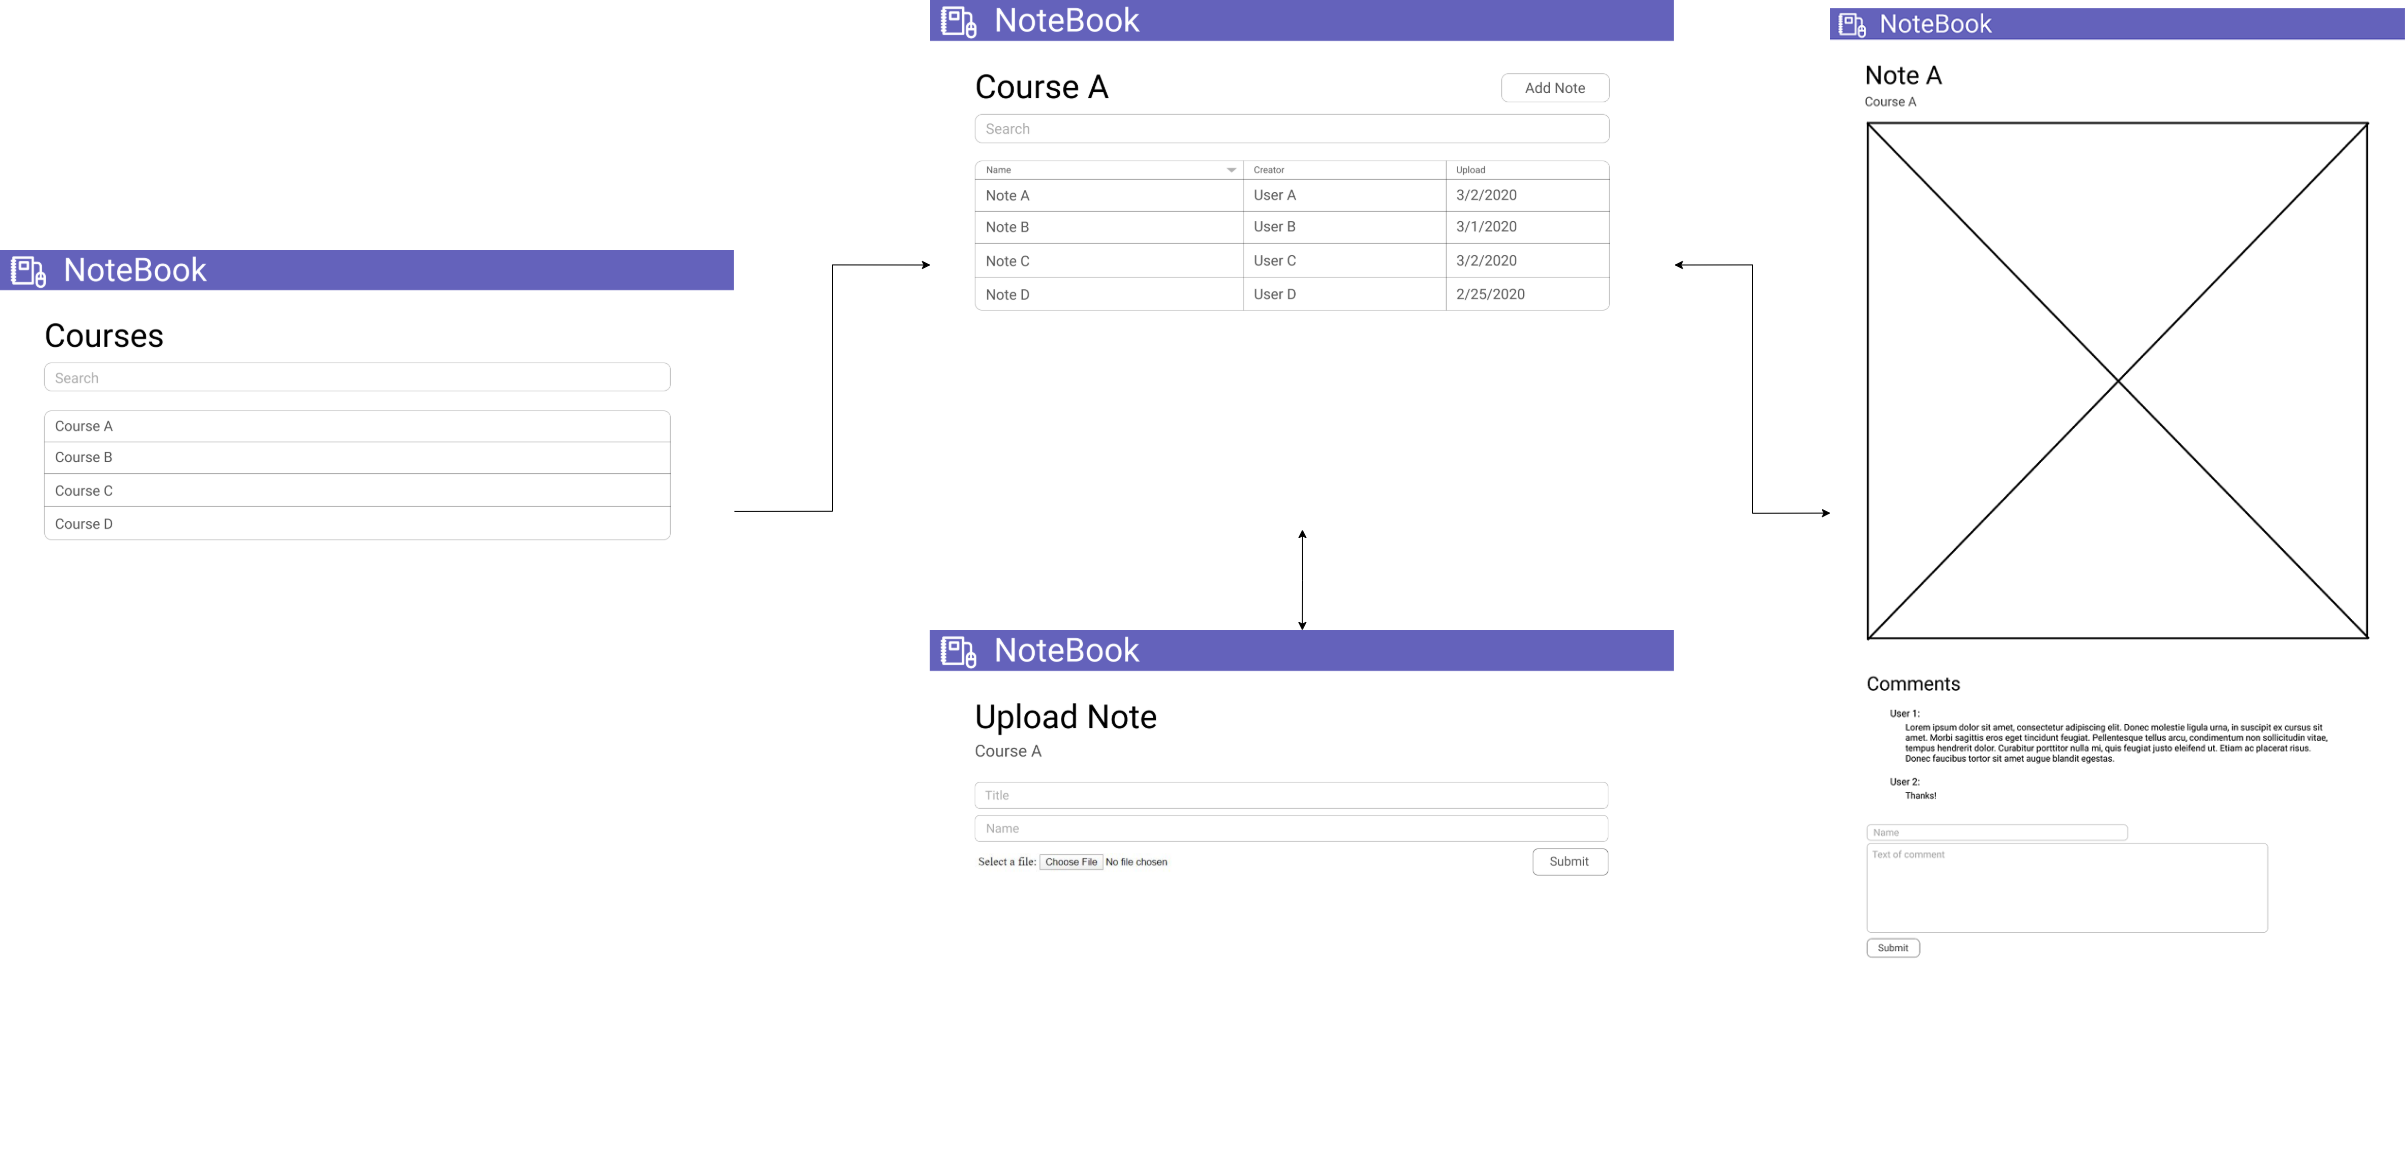 NoteBook
Courses
Search
Course A
Course B
Course C
Course D
NoteBook
Course A
Add Note
Search
Name Creator Upload
Note A User A 3/2/2020
Note B User B 3/1/2020
Note C User C 3/2/2020
Note D User D 2/25/2020
NoteBook
Upload Note
Course A
Title
Name
Select a file: Choose File No file chosen
Submit
NoteBook
Note A
Course A
Comments
User 1:
Lorem ipsum dolor sit amet, consectetur adipiscing elit. Donec molestie ligula urna, in suscipit ex cursus sit
amet. Morbi sagittis eros eget tincidunt feugiat. Pellentesque tellus arcu, condimentum non sollicitudin vitae,
tempus hendrerit dolor. Curabitur porttitor nulla mi, quis feugiat justo eleifend ut. Etiam ac placerat risus.
Donec faucibus tortor sit amet augue blandit egestas.
User 2:
Thanks!
Name
Text of comment
Submit